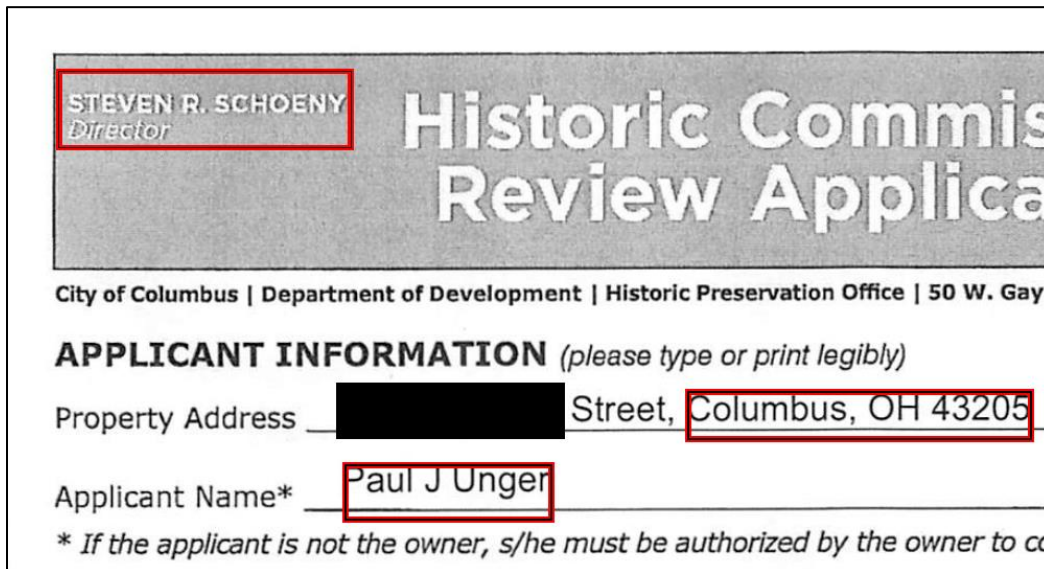 STEVEN R. SCHOENY
Director
Historic Commis
Review Applica
City of Columbus | Department of Development | Historic Preservation Office | 50 W. Gay
APPLICANT INFORMATION (please type or print legibly)
Property Address Street, Columbus, OH 43205
Applicant Name* Paul J Unger
* If the applicant is not the owner, s/he must be authorized by the owner to co